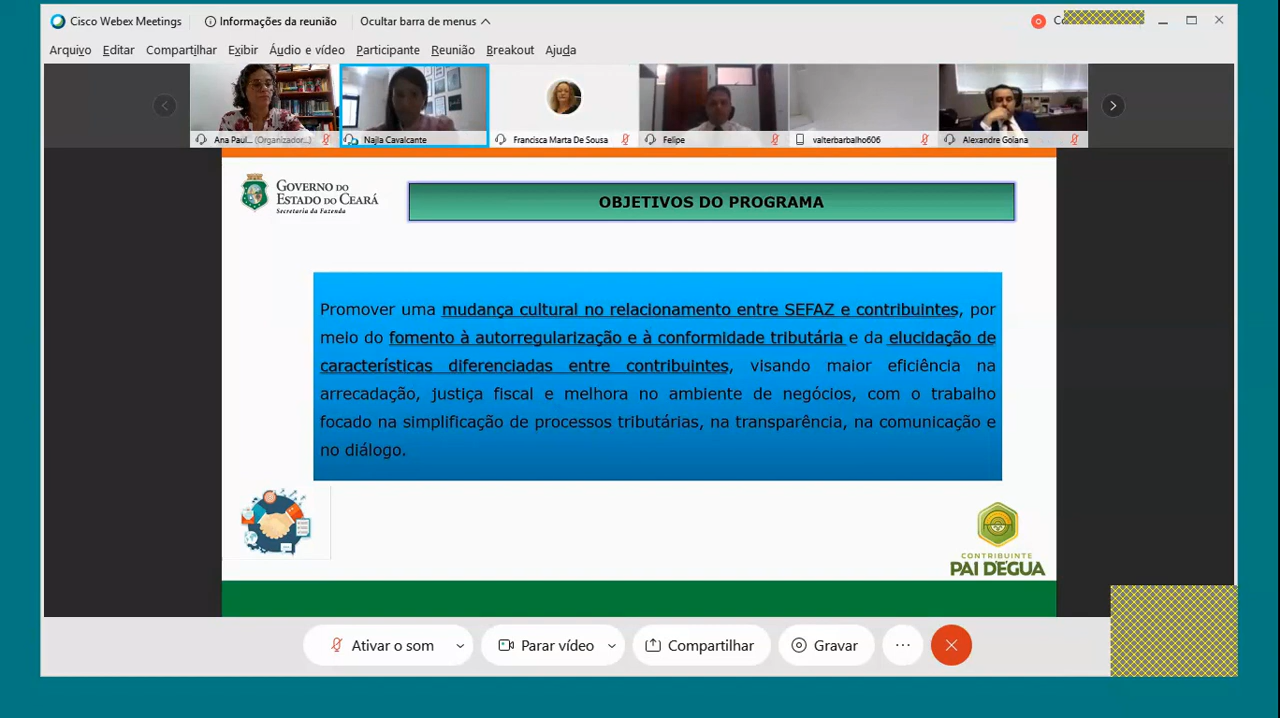 Cisco Webex Meetings
Informações da reunião
Ocultar barra de menus
Arquivo Editar Compartilhar Exibir Áudio e vídeo Participante Reunião Breakout Ajuda
Ana Paul... (Organizador...)
Najla Cavalcante
Francisca Marta De Sousa
Felipe
valterbarbalho606
Alexandre Goiana
GOVERNO DO
ESTADO DO CEARÁ
Secretaria da Fazenda
OBJETIVOS DO PROGRAMA
Promover uma mudança cultural no relacionamento entre SEFAZ e contribuintes, por
meio do fomento à autorregularização e à conformidade tributária e da elucidação de
características diferenciadas entre contribuintes, visando maior eficiência na
arrecadação, justiça fiscal e melhora no ambiente de negócios, com o trabalho
focado na simplificação de processos tributárias, na transparência, na comunicação e
no diálogo.
CONTRIBUINTE
PAI D'ÉGUA
Ativar o som
Parar vídeo
Compartilhar
Gravar